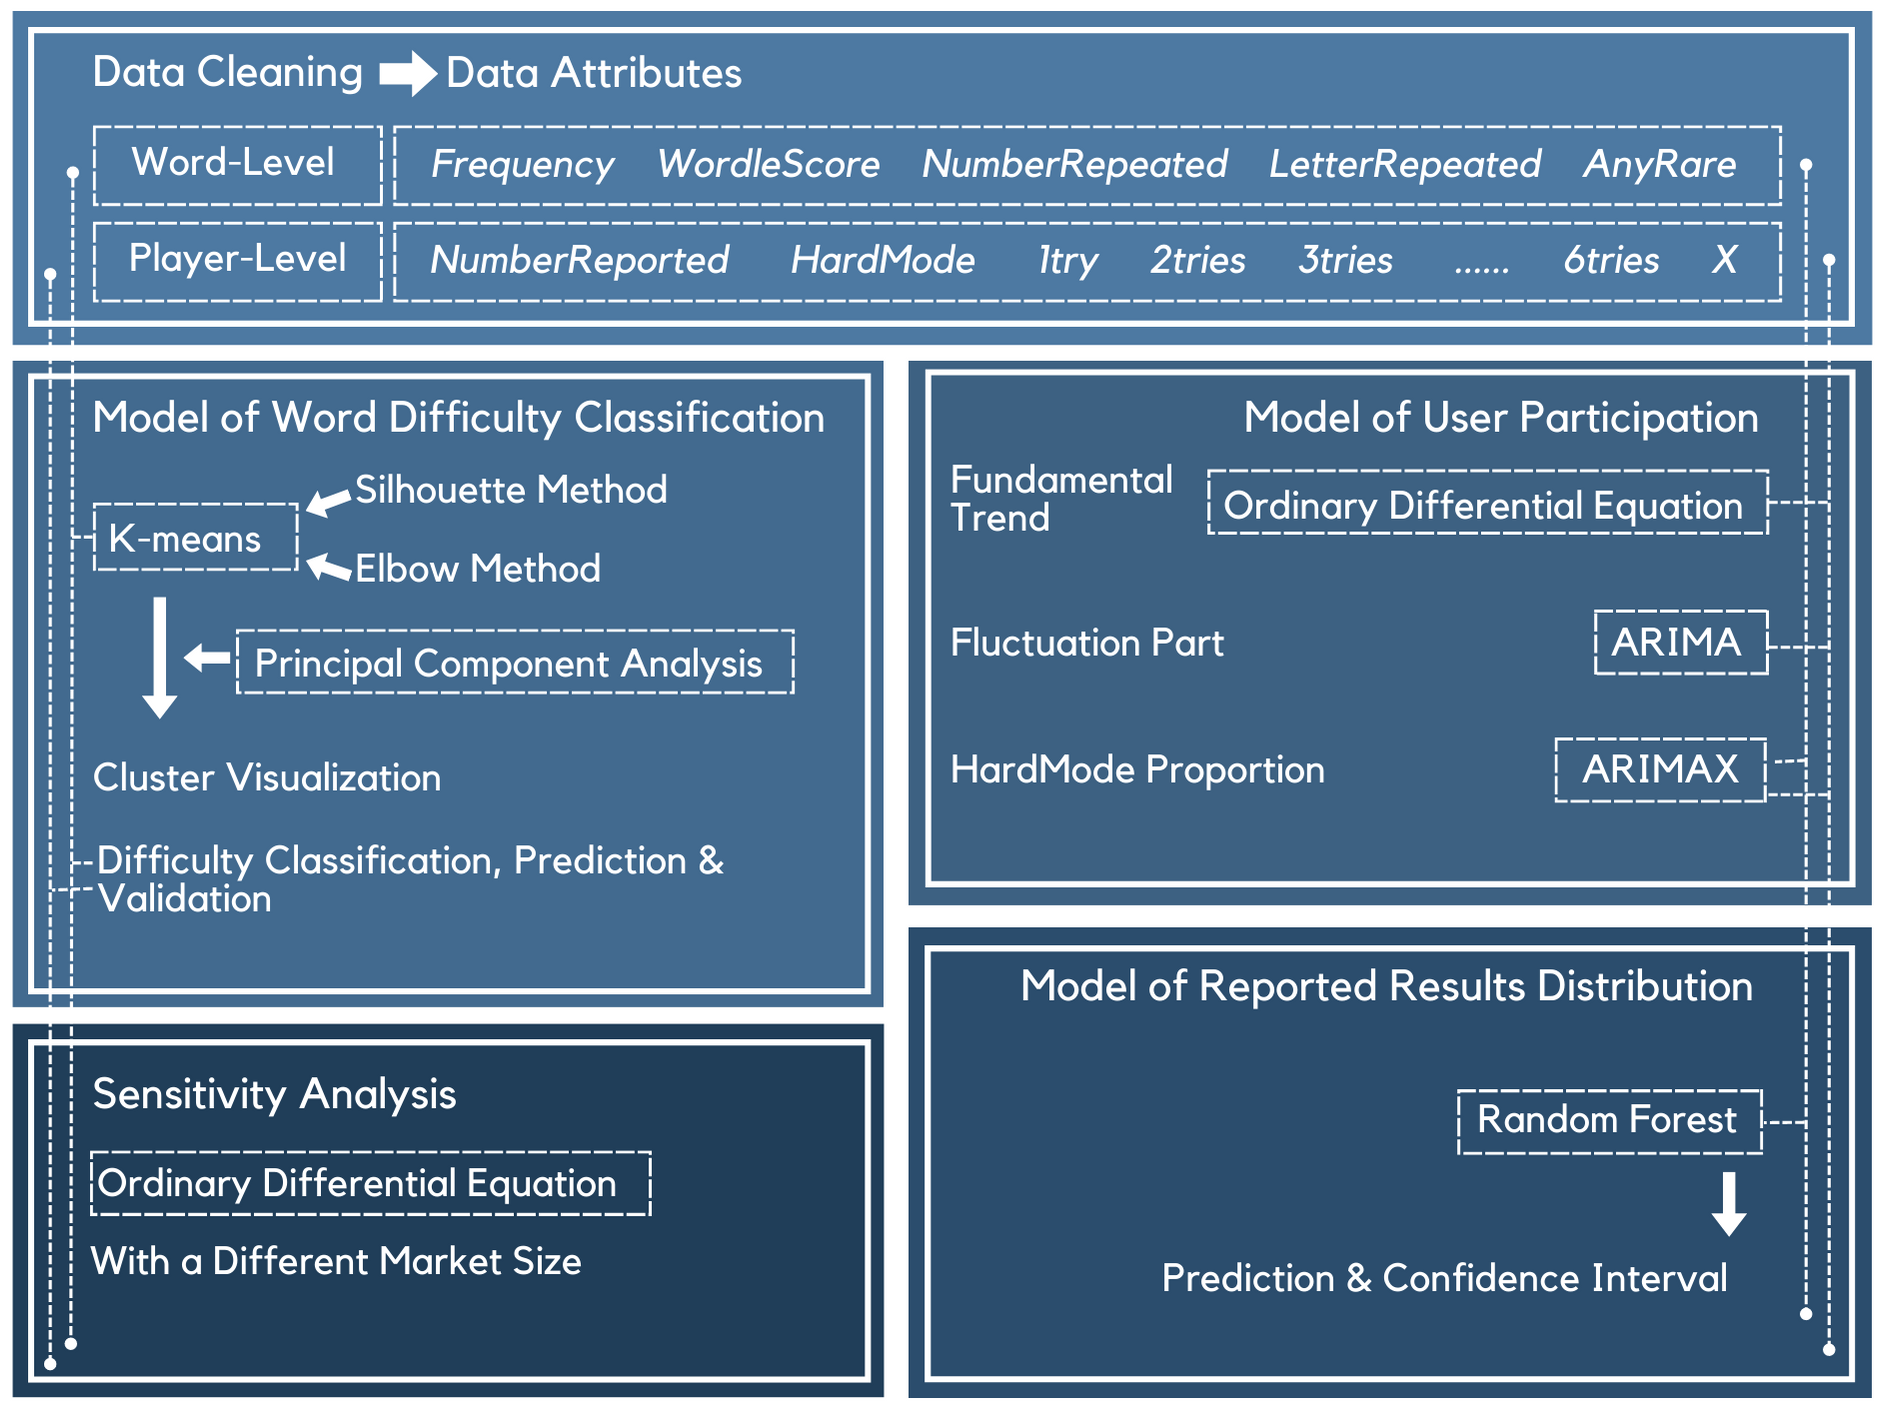 Data Cleaning Data Attributes
Word-Level Frequency WordleScore NumberRepeated LetterRepeated AnyRare
Player-Level NumberReported HardMode 1try 2tries 3tries ...... 6tries X
Model of Word Difficulty Classification
Silhouette Method
K-means
Elbow Method
Principal Component Analysis
Cluster Visualization
Difficulty Classification, Prediction &
Validation
Model of User Participation
Fundamental
Trend
Ordinary Differential Equation
Fluctuation Part ARIMA
HardMode Proportion ARIMAX
Sensitivity Analysis
Ordinary Differential Equation
With a Different Market Size
Model of Reported Results Distribution
Random Forest
Prediction & Confidence Interval